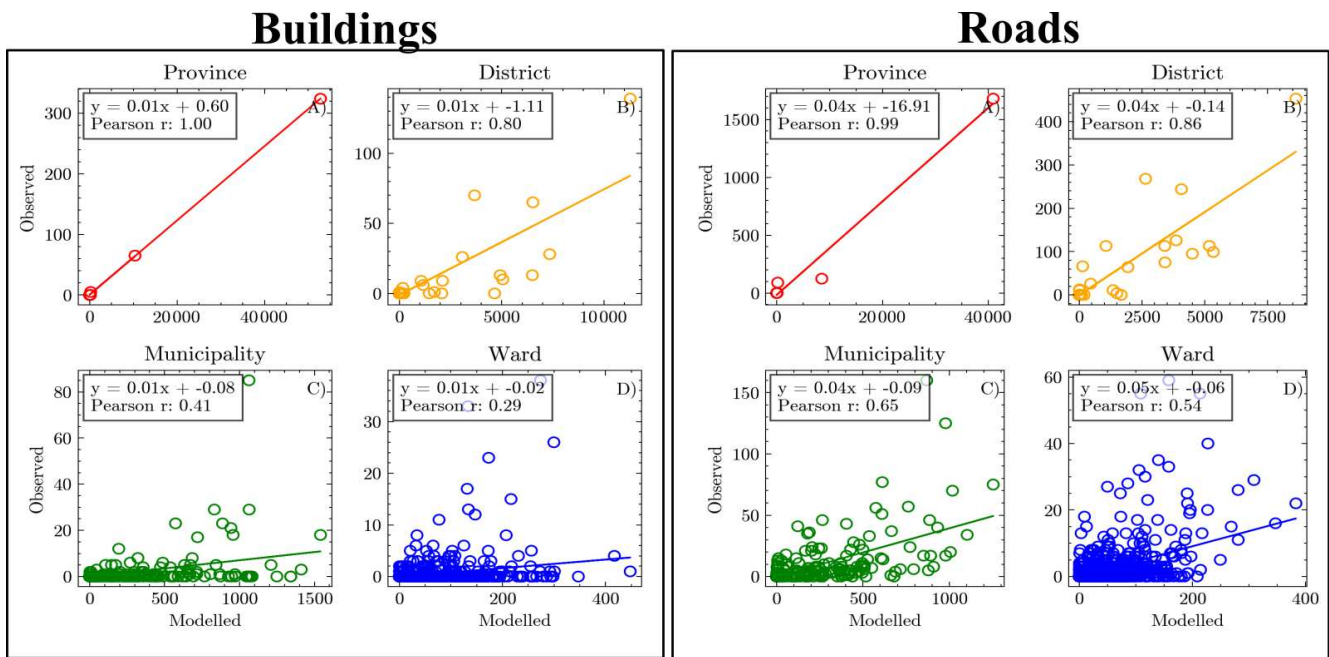 Buildings
Roads
Province
y = 0.01x + 0.60
Pearson r: 1.00
A)
Observed
0
100
200
300
0
20000
40000
District
y = 0.01x + -1.11
Pearson r: 0.80
B)
0
50
100
0
5000
10000
Municipality
y = 0.01x + -0.08
Pearson r: 0.41
C)
Observed
0
20
40
60
80
0
500
1000
1500
Modelled
Ward
y = 0.01x + -0.02
Pearson r: 0.29
D)
0
10
20
30
0
200
400
Province
y = 0.04x + -16.91
Pearson r: 0.99
A)
Observed
0
500
1000
1500
0
20000
40000
District
y = 0.04x + -0.14
Pearson r: 0.86
B)
0
100
200
300
400
0
2500
5000
7500
Municipality
y = 0.04x + -0.09
Pearson r: 0.65
C)
Observed
0
50
100
150
0
500
1000
Modelled
Ward
y = 0.05x + -0.06
Pearson r: 0.54
D)
0
20
40
60
0
200
400